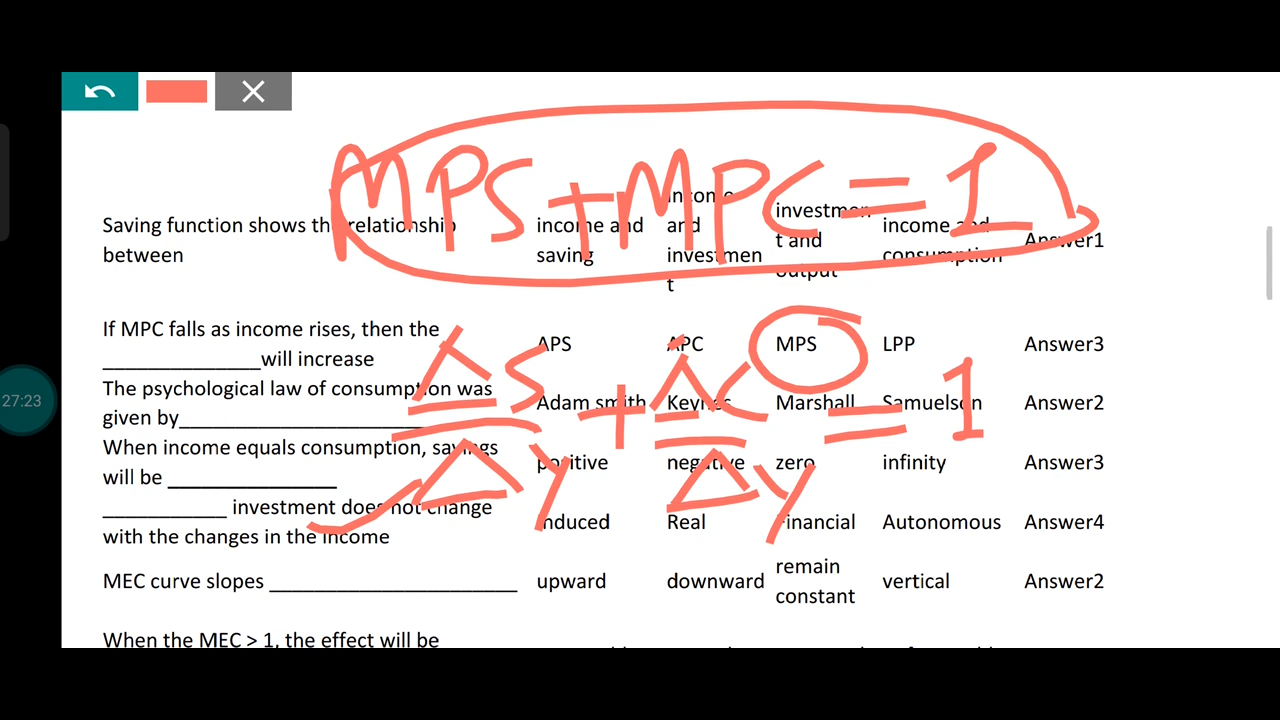 MPS+MPC=1
Saving function shows the relationship between
income and saving
income and investment
investment and output
income and consumption
Answer1
If MPC falls as income rises, then the
______________will increase
APS
APC
MPS
LPP
Answer3
ΔS/Δy + ΔC/Δy = 1
The psychological law of consumption was
given by______________________
Adam smith
Keynes
Marshall
Samuelson
Answer2
When income equals consumption, savings
will be _______________
positive
negative
zero
infinity
Answer3
___________ investment does not change
with the changes in the income
induced
Real
Financial
Autonomous
Answer4
MEC curve slopes ______________________
upward
downward
remain
constant
vertical
Answer2
When the MEC > 1, the effect will be
27:23